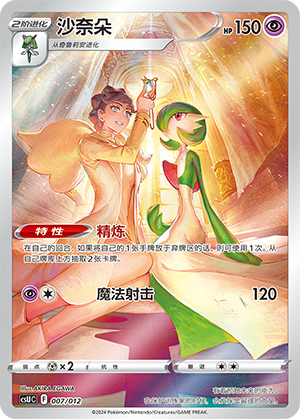 2阶进化
沙奈朵
HP 150
从奇鲁莉安进化
特性 精炼
在自己的回合,如果将自己的1张手牌放于弃牌区的话,则可使用1次。从
自己牌库上方抽取2张卡牌。
魔法射击 120
弱点 ×2 抵抗力 撤退
Illus. AKIRA EGAWA
csUC F 007/012
©2024 Pokémon/Nintendo/Creatures/GAME FREAK.